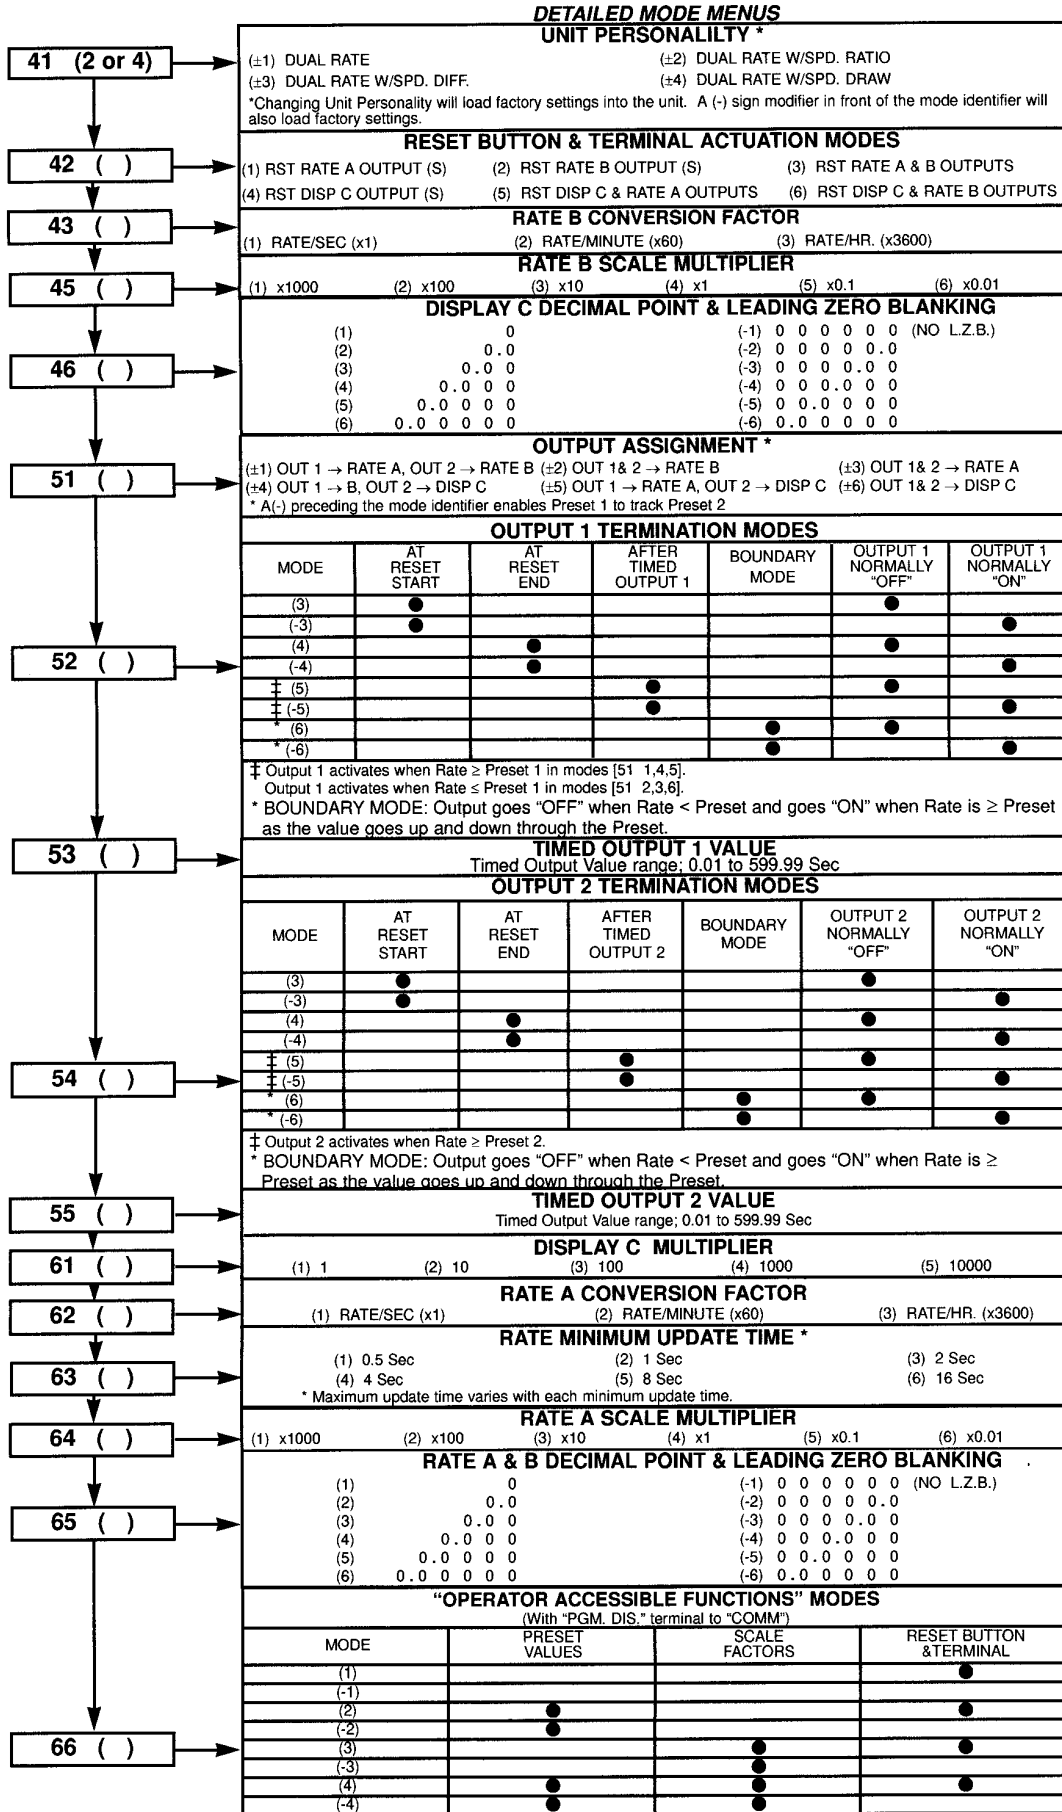 DETAILED MODE MENUS
UNIT PERSONALILTY *
41 (2 or 4)
(±1) DUAL RATE (±2) DUAL RATE W/SPD. RATIO
(±3) DUAL RATE W/SPD. DIFF. (±4) DUAL RATE W/SPD. DRAW
*Changing Unit Personality will load factory settings into the unit. A (-) sign modifier in front of the mode identifier will
also load factory settings.
RESET BUTTON & TERMINAL ACTUATION MODES
42 ( )
(1) RST RATE A OUTPUT (S) (2) RST RATE B OUTPUT (S) (3) RST RATE A & B OUTPUTS
(4) RST DISP C OUTPUT (S) (5) RST DISP C & RATE A OUTPUTS (6) RST DISP C & RATE B OUTPUTS
43 ( )
RATE B CONVERSION FACTOR
(1) RATE/SEC (x1) (2) RATE/MINUTE (x60) (3) RATE/HR. (x3600)
RATE B SCALE MULTIPLIER
45 ( )
(1) x1000 (2) x100 (3) x10 (4) x1 (5) x0.1 (6) x0.01
DISPLAY C DECIMAL POINT & LEADING ZERO BLANKING
46 ( )
(1) 0 (-1) 0 0 0 0 0 0 (NO L.Z.B.)
(2) 0.0 (-2) 0 0 0 0 0.0
(3) 0.0 0 (-3) 0 0 0 0.0 0
(4) 0.0 0 0 (-4) 0 0 0.0 0 0
(5) 0.0 0 0 0 (-5) 0 0.0 0 0 0
(6) 0.0 0 0 0 0 (-6) 0.0 0 0 0 0
OUTPUT ASSIGNMENT *
51 ( )
(±1) OUT 1 → RATE A, OUT 2 → RATE B (±2) OUT 1& 2 → RATE B (±3) OUT 1& 2 → RATE A
(±4) OUT 1 → B, OUT 2 → DISP C (±5) OUT 1 → RATE A, OUT 2 → DISP C (±6) OUT 1& 2 → DISP C
* A(-) preceding the mode identifier enables Preset 1 to track Preset 2
OUTPUT 1 TERMINATION MODES
MODE AT RESET START AT RESET END AFTER TIMED OUTPUT 1 BOUNDARY MODE OUTPUT 1 NORMALLY “OFF” OUTPUT 1 NORMALLY “ON”
(3) ● ●
(-3) ● ●
(4) ● ●
52 ( )
(-4) ● ●
‡ (5) ● ●
‡ (-5) ● ●
* (6) ● ●
* (-6) ● ●
‡ Output 1 activates when Rate ≥ Preset 1 in modes [51 1,4,5].
Output 1 activates when Rate ≤ Preset 1 in modes [51 2,3,6].
* BOUNDARY MODE: Output goes “OFF” when Rate < Preset and goes “ON” when Rate is ≥ Preset
as the value goes up and down through the Preset.
53 ( )
TIMED OUTPUT 1 VALUE
Timed Output Value range; 0.01 to 599.99 Sec
OUTPUT 2 TERMINATION MODES
MODE AT RESET START AT RESET END AFTER TIMED OUTPUT 2 BOUNDARY MODE OUTPUT 2 NORMALLY “OFF” OUTPUT 2 NORMALLY “ON”
(3) ● ●
(-3) ● ●
(4) ● ●
(-4) ● ●
‡ (5) ● ●
54 ( )
‡ (-5) ● ●
* (6) ● ●
* (-6) ● ●
‡ Output 2 activates when Rate ≥ Preset 2.
* BOUNDARY MODE: Output goes “OFF” when Rate < Preset and goes “ON” when Rate is ≥
Preset as the value goes up and down through the Preset.
55 ( )
TIMED OUTPUT 2 VALUE
Timed Output Value range; 0.01 to 599.99 Sec
DISPLAY C MULTIPLIER
61 ( )
(1) 1 (2) 10 (3) 100 (4) 1000 (5) 10000
RATE A CONVERSION FACTOR
62 ( )
(1) RATE/SEC (x1) (2) RATE/MINUTE (x60) (3) RATE/HR. (x3600)
RATE MINIMUM UPDATE TIME *
63 ( )
(1) 0.5 Sec (2) 1 Sec (3) 2 Sec
(4) 4 Sec (5) 8 Sec (6) 16 Sec
* Maximum update time varies with each minimum update time.
RATE A SCALE MULTIPLIER
64 ( )
(1) x1000 (2) x100 (3) x10 (4) x1 (5) x0.1 (6) x0.01
RATE A & B DECIMAL POINT & LEADING ZERO BLANKING
65 ( )
(1) 0 (-1) 0 0 0 0 0 0 (NO L.Z.B.)
(2) 0.0 (-2) 0 0 0 0 0.0
(3) 0.0 0 (-3) 0 0 0 0.0 0
(4) 0.0 0 0 (-4) 0 0 0.0 0 0
(5) 0.0 0 0 0 (-5) 0 0.0 0 0 0
(6) 0.0 0 0 0 0 (-6) 0.0 0 0 0 0
“OPERATOR ACCESSIBLE FUNCTIONS” MODES
(With “PGM. DIS.” terminal to “COMM”)
MODE PRESET VALUES SCALE FACTORS RESET BUTTON &TERMINAL
(1) ●
(-1)
(2) ● ●
(-2) ●
66 ( )
(3) ● ●
(-3) ●
(4) ● ● ●
(-4) ● ●